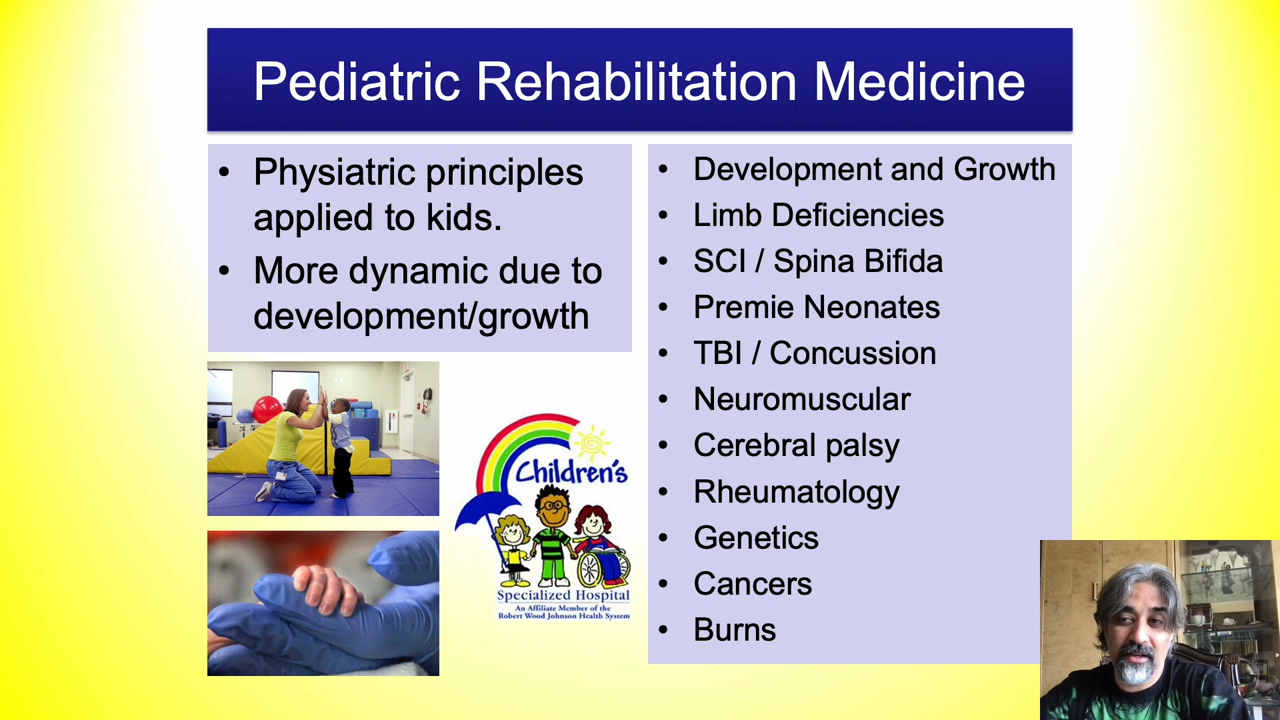 Pediatric Rehabilitation Medicine
• Physiatric principles
applied to kids.
• More dynamic due to
development/growth
• Development and Growth
• Limb Deficiencies
• SCI / Spina Bifida
• Premie Neonates
• TBI / Concussion
• Neuromuscular
• Cerebral palsy
• Rheumatology
• Genetics
• Cancers
• Burns
Children's
Specialized Hospital
An Affiliate Member of the
Robert Wood Johnson Health System